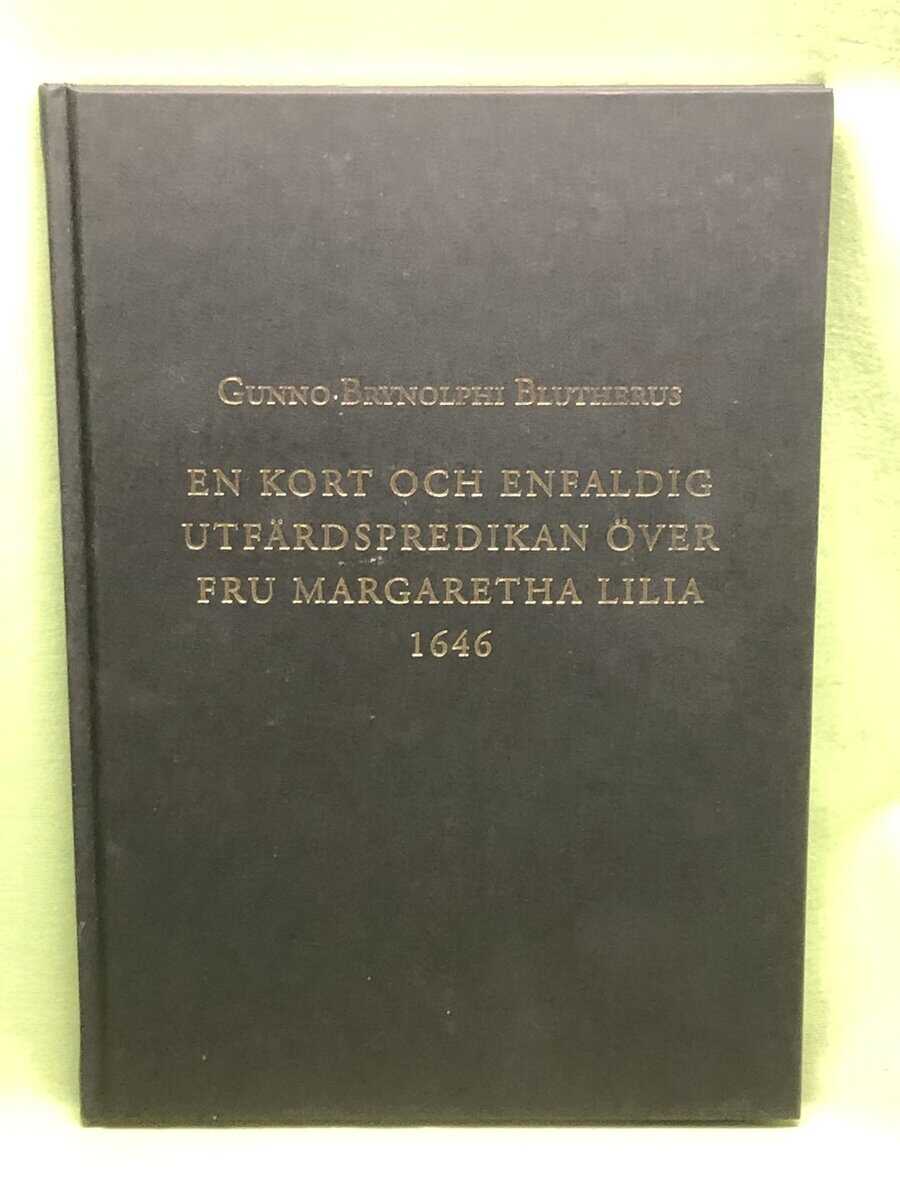 GUNNO BRYNOLPHI BLUTHERUS
EN KORT OCH ENFALDIG
UTFÄRDSPREDIKAN ÖVER
FRU MARGARETHA LILIA
1646